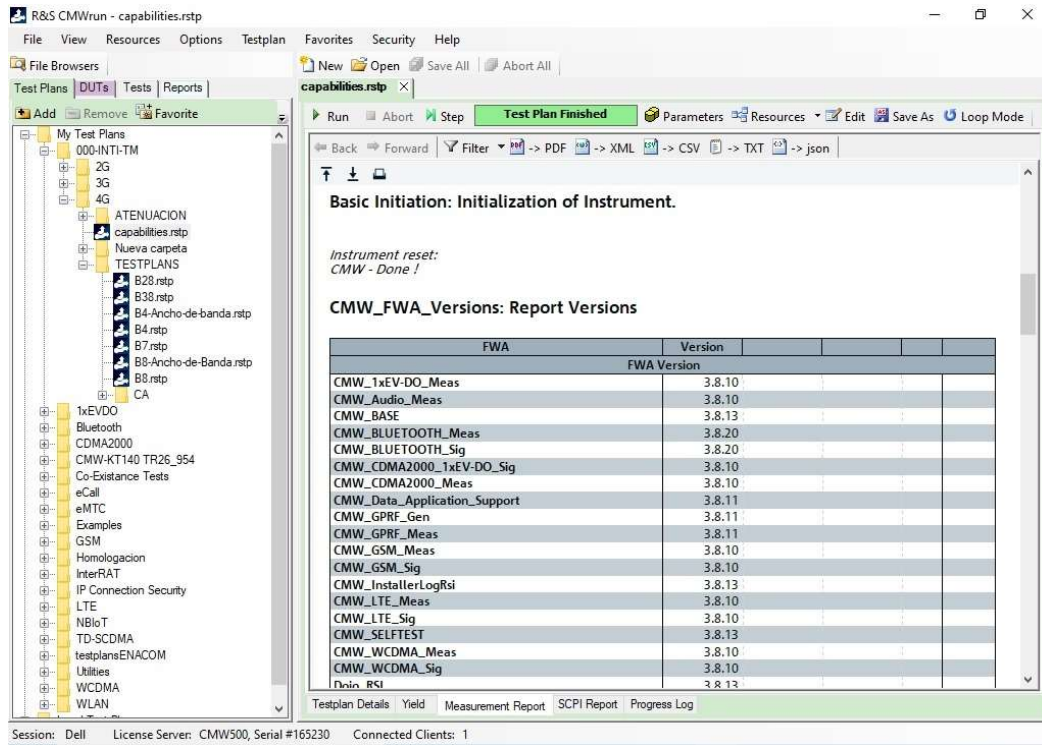 R&S CMWrun - capabilities.rstp
File View Resources Options Testplan Favorites Security Help
File Browsers
New Open Save All Abort All
Test Plans DUTs Tests Reports
capabilities.rstp
Add Remove Favorite
Run Abort Step Test Plan Finished Parameters Resources Edit Save As Loop Mode
Back Forward Filter -> PDF -> XML -> CSV -> TXT -> json
My Test Plans
000-INTI-TM
2G
3G
4G
ATENUACION
capabilities.rstp
Nueva carpeta
TESTPLANS
B28.rstp
B38.rstp
B4-Ancho-de-banda.rstp
B4.rstp
B7.rstp
B8-Ancho-de-Banda.rstp
B8.rstp
CA
1xEVDO
Bluetooth
CDMA2000
CMW-KT140 TR26_954
Co-Existance Tests
eCall
eMTC
Examples
GSM
Homologacion
InterRAT
IP Connection Security
LTE
NBIoT
TD-SCDMA
testplansENACOM
Utilities
WCDMA
WLAN
Basic Initiation: Initialization of Instrument.
Instrument reset:
CMW - Done !
CMW_FWA_Versions: Report Versions
FWA Version
FWA Version
CMW_1xEV-DO_Meas 3.8.10
CMW_Audio_Meas 3.8.10
CMW_BASE 3.8.13
CMW_BLUETOOTH_Meas 3.8.20
CMW_BLUETOOTH_Sig 3.8.20
CMW_CDMA2000_1xEV-DO_Sig 3.8.10
CMW_CDMA2000_Meas 3.8.10
CMW_Data_Application_Support 3.8.11
CMW_GPRF_Gen 3.8.11
CMW_GPRF_Meas 3.8.11
CMW_GSM_Meas 3.8.10
CMW_GSM_Sig 3.8.10
CMW_InstallerLogRsi 3.8.13
CMW_LTE_Meas 3.8.10
CMW_LTE_Sig 3.8.10
CMW_SELFTEST 3.8.13
CMW_WCDMA_Meas 3.8.10
CMW_WCDMA_Sig 3.8.10
3.8.13
Testplan Details Yield Measurement Report SCPI Report Progress Log
Session: Dell License Server: CMW500, Serial #165230 Connected Clients: 1